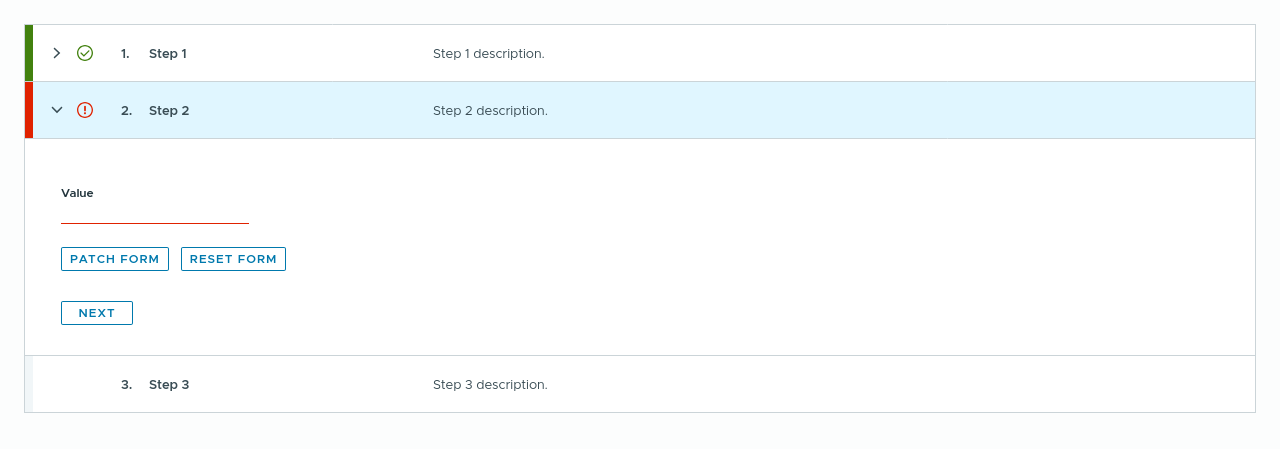 1. Step 1 Step 1 description.
2. Step 2 Step 2 description.
Value
PATCH FORM RESET FORM
NEXT
3. Step 3 Step 3 description.